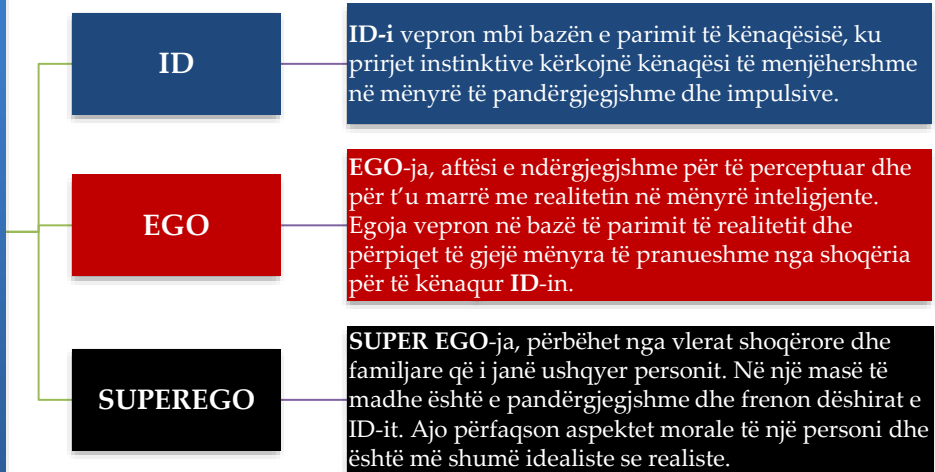 ID
ID-i vepron mbi bazën e parimit të kënaqësisë, ku
prirjet instinktive kërkojnë kënaqësi të menjëhershme
në mënyrë të pandërgjegjshme dhe impulsive.
EGO
EGO-ja, aftësi e ndërgjegjshme për të perceptuar dhe
për t'u marrë me realitetin në mënyrë inteligjente.
Egoja vepron në bazë të parimit të realitetit dhe
përpiqet të gjejë mënyra të pranueshme nga shoqëria
për të kënaqur ID-in.
SUPEREGO
SUPER EGO-ja, përbëhet nga vlerat shoqërore dhe
familjare që i janë ushqyer personit. Në një masë të
madhe është e pandërgjegjshme dhe frenon dëshirat e
ID-it. Ajo përfaqson aspektet morale të një personi dhe
është më shumë idealiste se realiste.